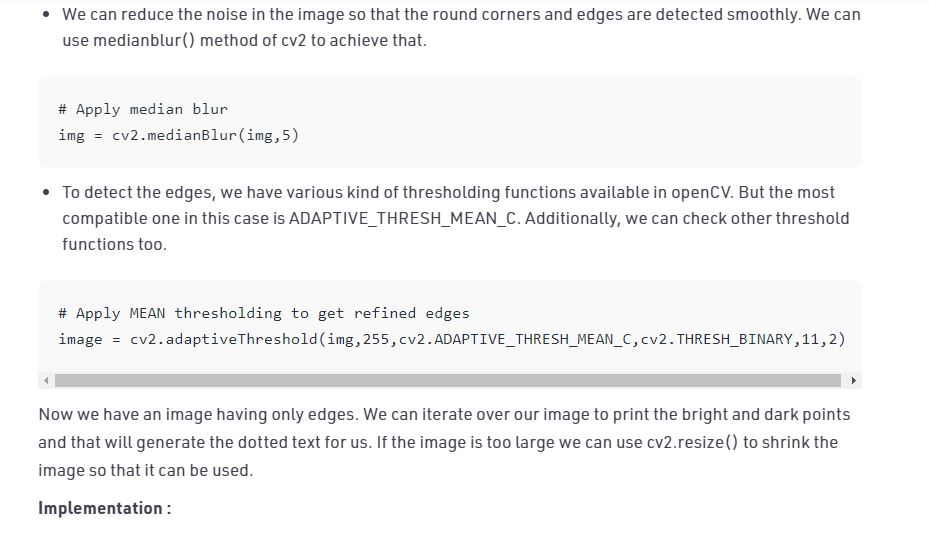 • We can reduce the noise in the image so that the round corners and edges are detected smoothly. We can
use medianblur() method of cv2 to achieve that.
# Apply median blur
img = cv2.medianBlur(img,5)
• To detect the edges, we have various kind of thresholding functions available in openCV. But the most
compatible one in this case is ADAPTIVE_THRESH_MEAN_C. Additionally, we can check other threshold
functions too.
# Apply MEAN thresholding to get refined edges
image = cv2.adaptiveThreshold(img,255,cv2.ADAPTIVE_THRESH_MEAN_C,cv2.THRESH_BINARY,11,2)
Now we have an image having only edges. We can iterate over our image to print the bright and dark points
and that will generate the dotted text for us. If the image is too large we can use cv2.resize() to shrink the
image so that it can be used.
Implementation :